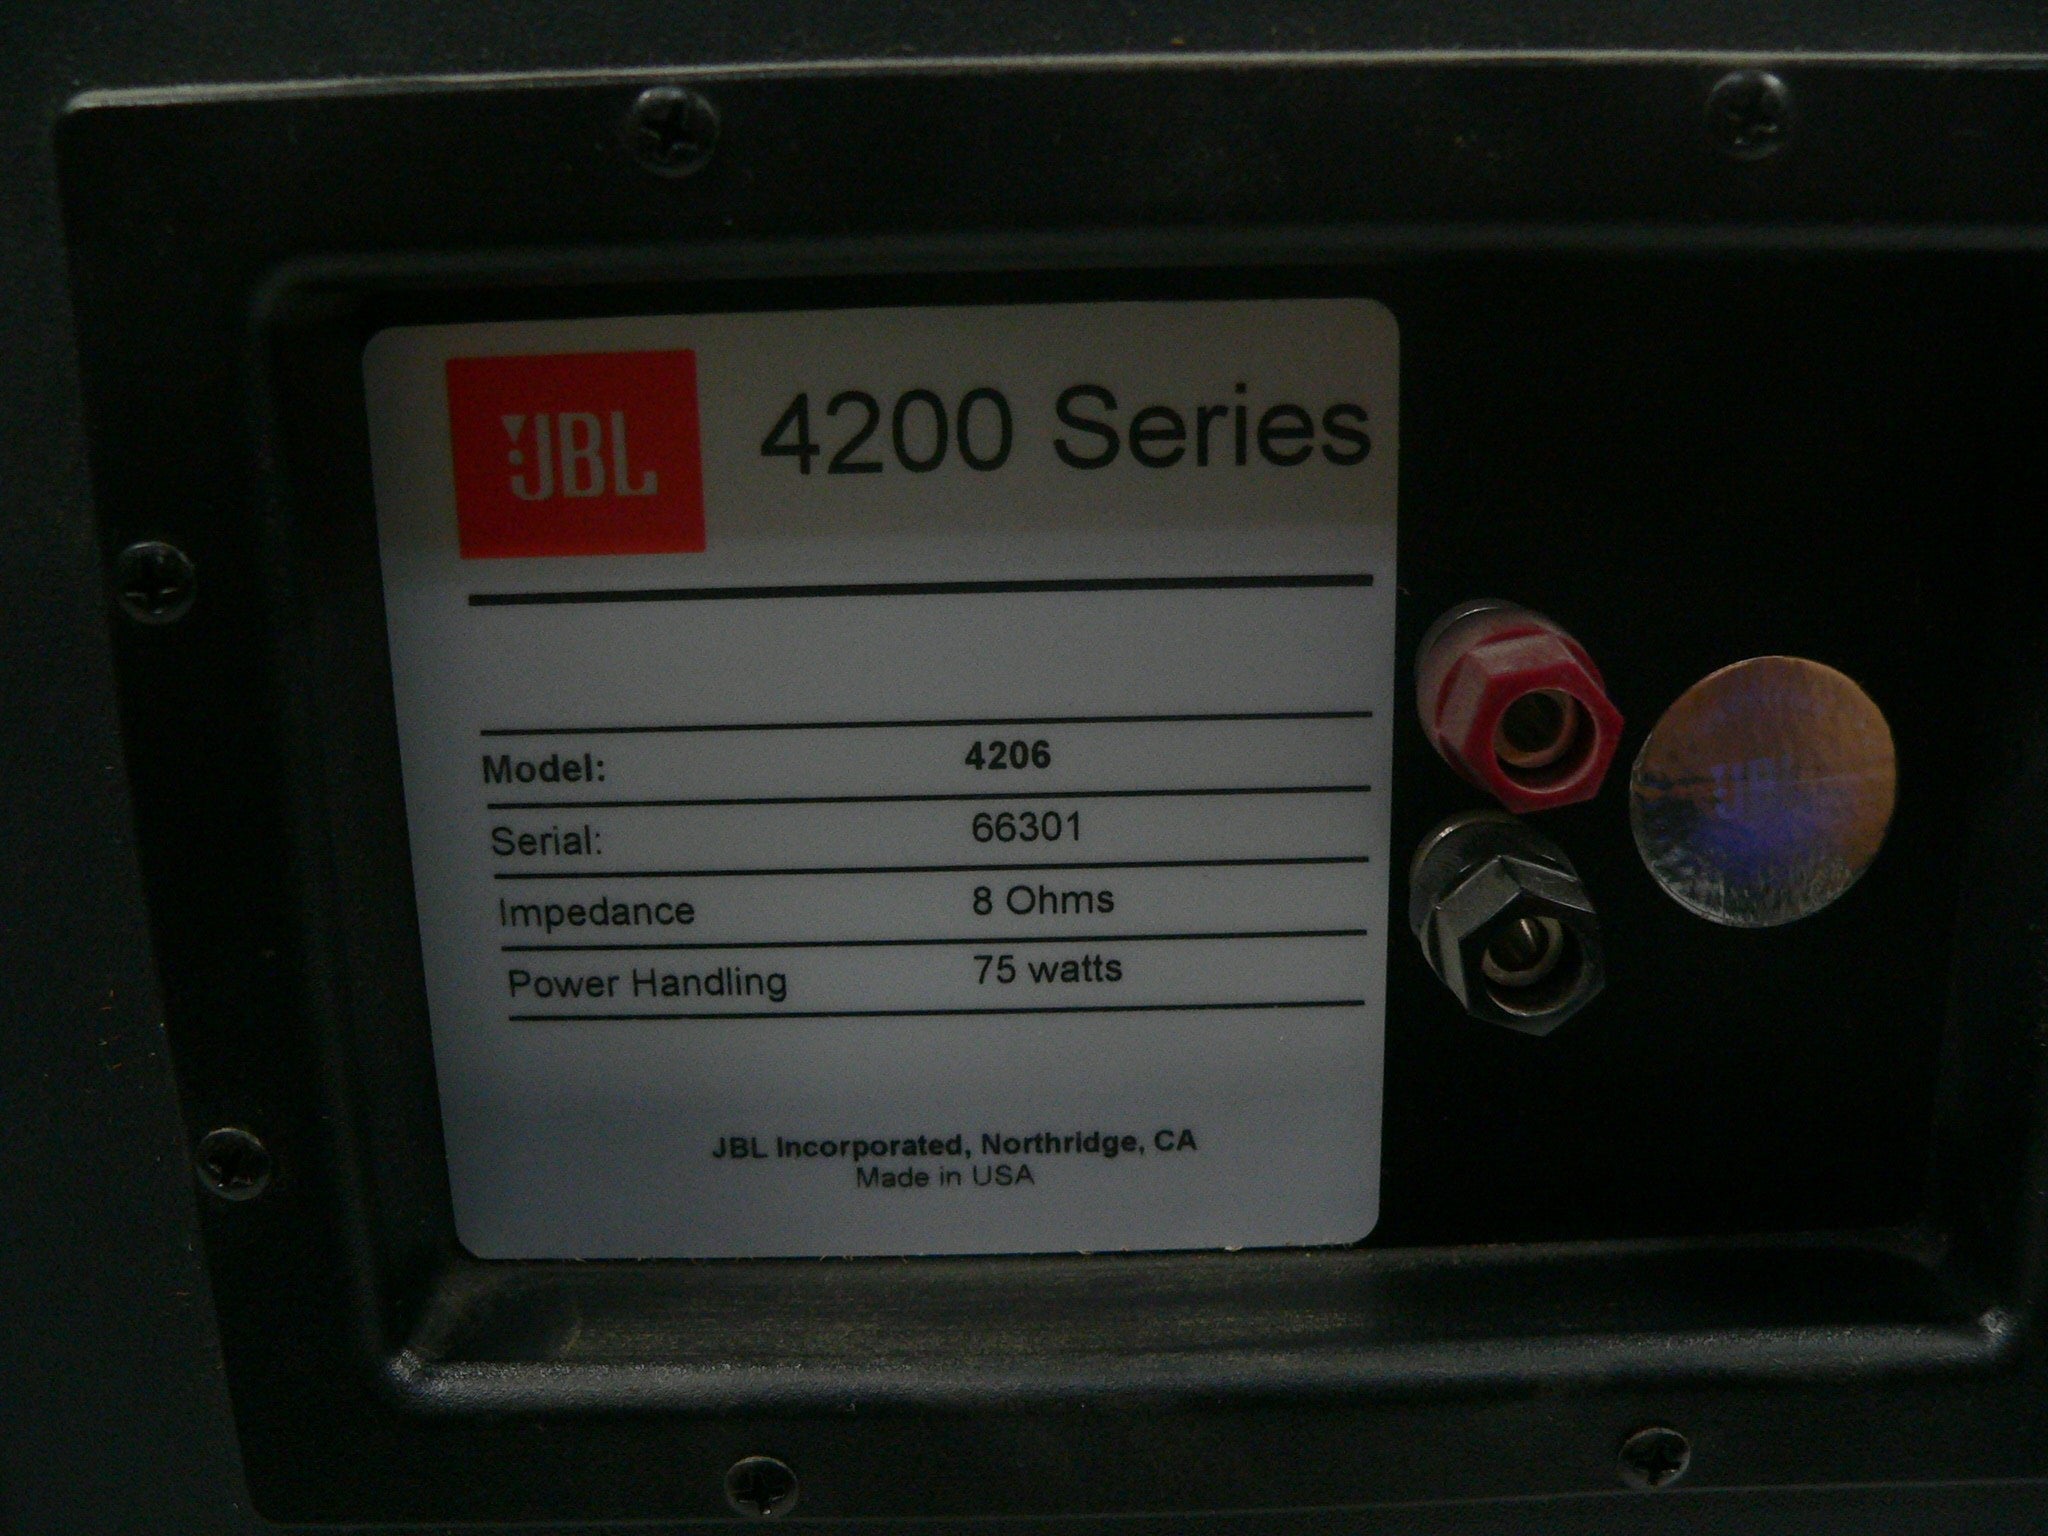 JBL 4200 Series
Model: 4206
Serial: 66301
Impedance 8 Ohms
Power Handling 75 watts
JBL Incorporated, Northridge, CA
Made in USA
JBL